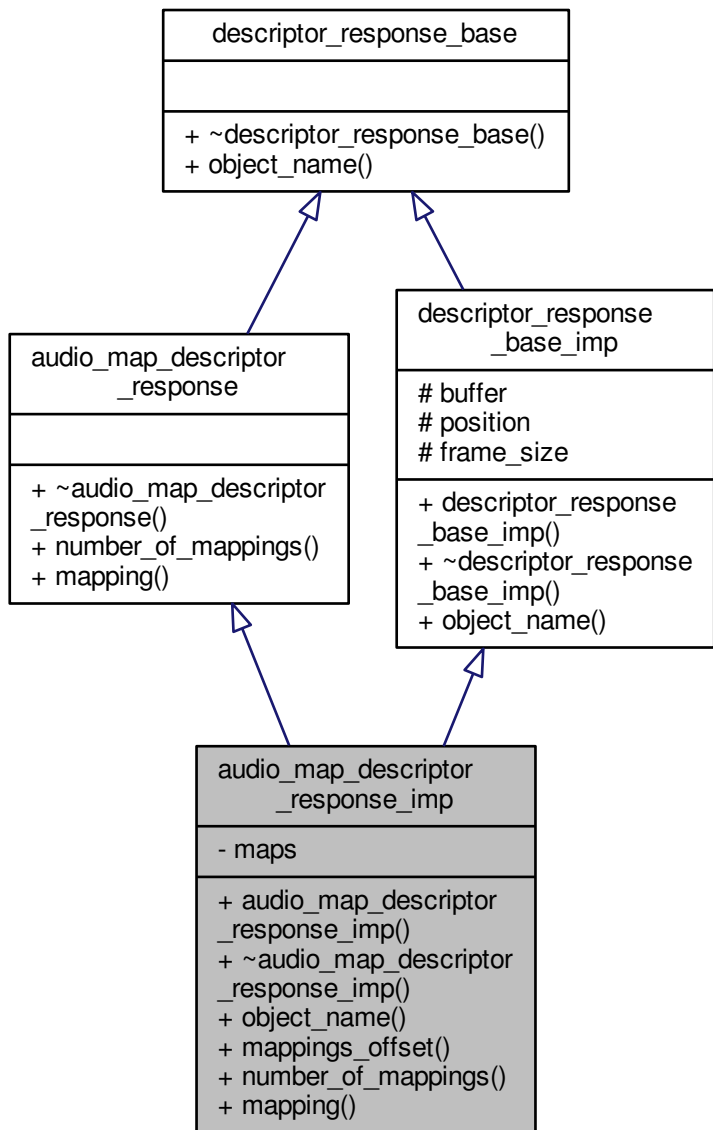 descriptor_response_base
+ ~descriptor_response_base()
+ object_name()
audio_map_descriptor
_response
+ ~audio_map_descriptor
_response()
+ number_of_mappings()
+ mapping()
descriptor_response
_base_imp
# buffer
# position
# frame_size
+ descriptor_response
_base_imp()
+ ~descriptor_response
_base_imp()
+ object_name()
audio_map_descriptor
_response_imp
- maps
+ audio_map_descriptor
_response_imp()
+ ~audio_map_descriptor
_response_imp()
+ object_name()
+ mappings_offset()
+ number_of_mappings()
+ mapping()